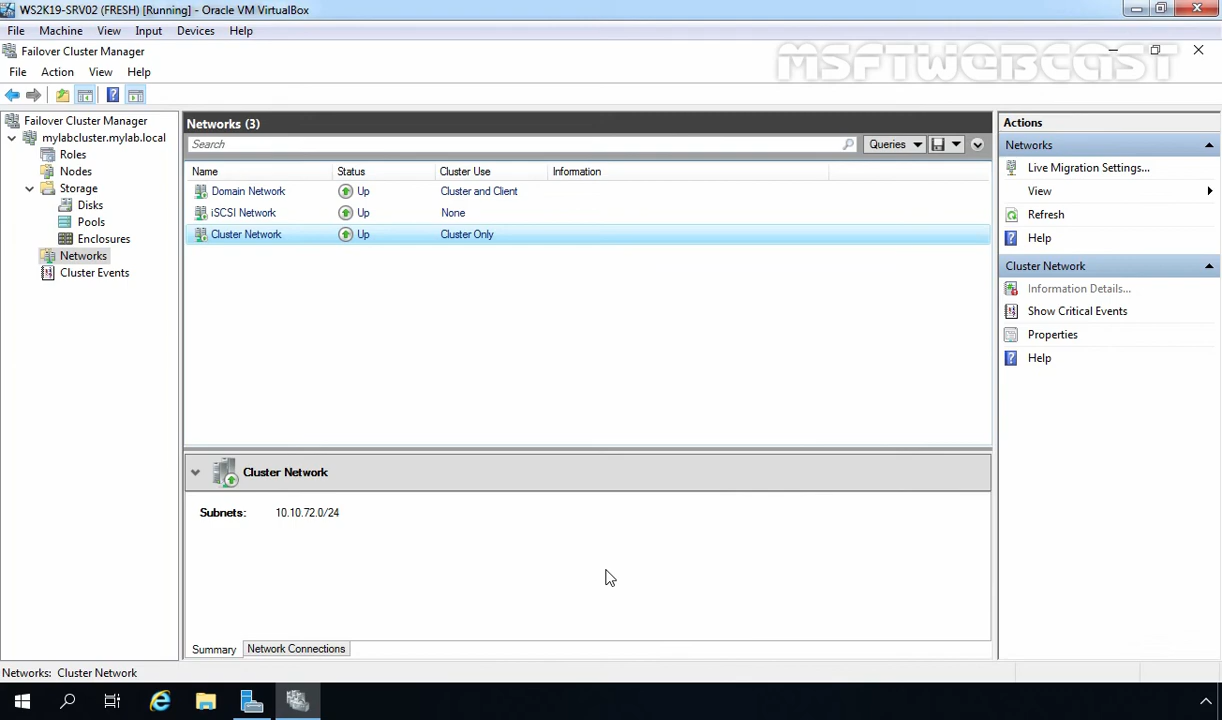 WS2K19-SRV02 (FRESH) [Running] - Oracle VM VirtualBox
File Machine View Input Devices Help
Failover Cluster Manager
MSFTWEBCAST
File Action View Help
Failover Cluster Manager
mylabcluster.mylab.local
Roles
Nodes
Storage
Disks
Pools
Enclosures
Networks
Cluster Events
Networks (3)
Search
Queries
Name Status Cluster Use Information
Domain Network Up Cluster and Client
iSCSI Network Up None
Cluster Network Up Cluster Only
Cluster Network
Subnets: 10.10.72.0/24
Summary Network Connections
Actions
Networks
Live Migration Settings...
View
Refresh
Help
Cluster Network
Information Details...
Show Critical Events
Properties
Help
Networks: Cluster Network